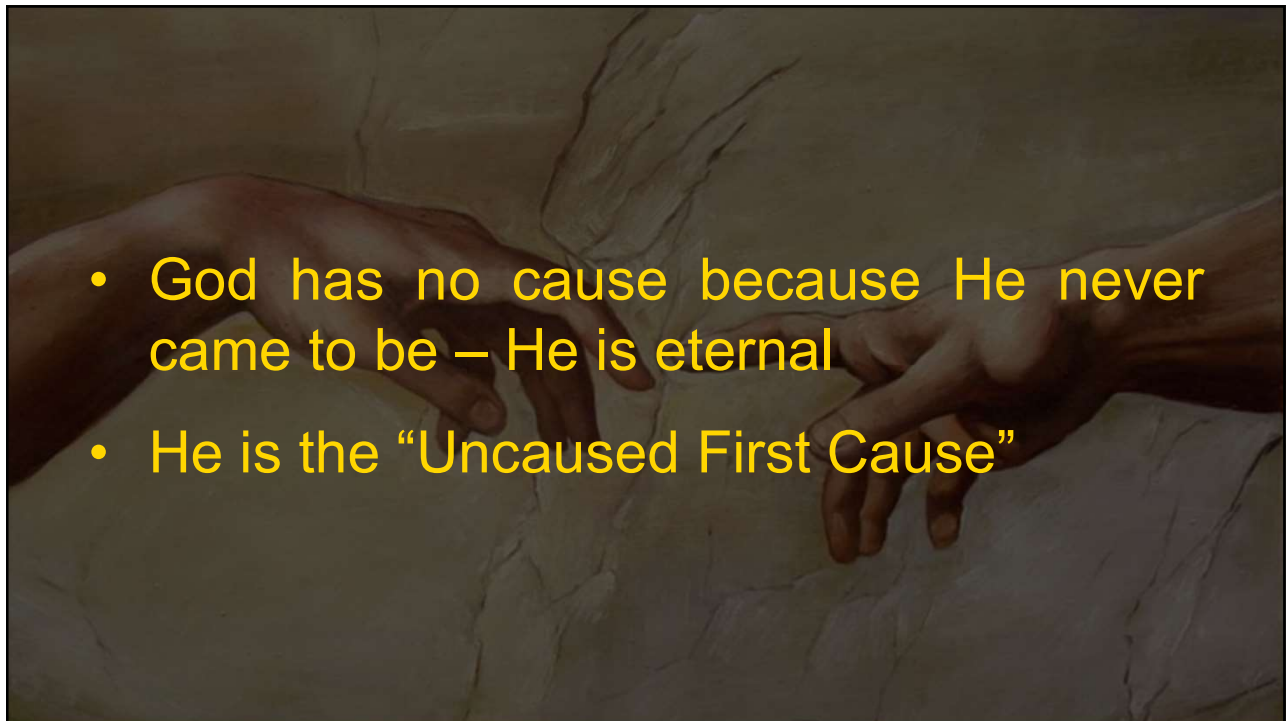 • God has no cause because He never
came to be – He is eternal
• He is the “Uncaused First Cause”